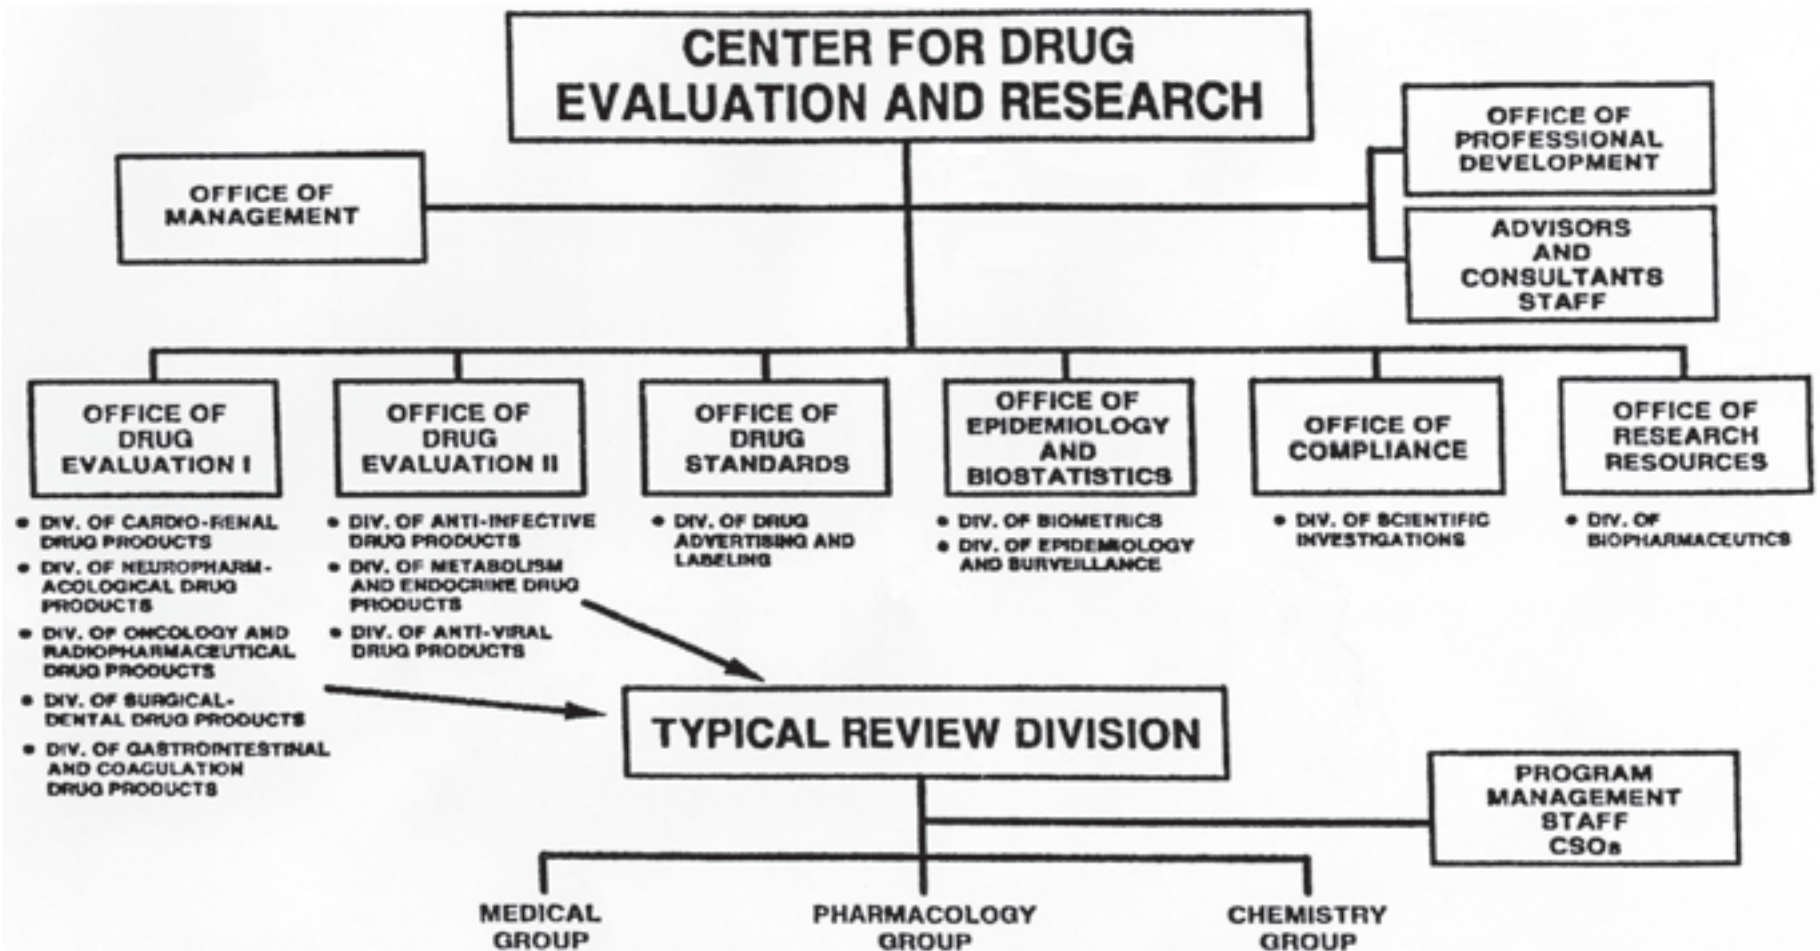 CENTER FOR DRUG
EVALUATION AND RESEARCH
OFFICE OF
PROFESSIONAL
DEVELOPMENT
OFFICE OF
MANAGEMENT
ADVISORS
AND
CONSULTANTS
STAFF
OFFICE OF
DRUG
EVALUATION I
OFFICE OF
DRUG
EVALUATION II
OFFICE OF
DRUG
STANDARDS
OFFICE OF
EPIDEMIOLOGY
AND
BIOSTATISTICS
OFFICE OF
COMPLIANCE
OFFICE OF
RESEARCH
RESOURCES
• DIV. OF CARDIO-RENAL
DRUG PRODUCTS
• DIV. OF NEUROPHARM-
ACOLOGICAL DRUG
PRODUCTS
• DIV. OF ONCOLOGY AND
RADIOPHARMACEUTICAL
DRUG PRODUCTS
• DIV. OF SURGICAL-
DENTAL DRUG PRODUCTS
• DIV. OF GASTROINTESTINAL
AND COAGULATION
DRUG PRODUCTS
• DIV. OF ANTI-INFECTIVE
DRUG PRODUCTS
• DIV. OF METABOLISM
AND ENDOCRINE DRUG
PRODUCTS
• DIV. OF ANTI-VIRAL
DRUG PRODUCTS
• DIV. OF DRUG
ADVERTISING AND
LABELING
• DIV. OF BIOMETRICS
• DIV. OF EPIDEMIOLOGY
AND SURVEILLANCE
• DIV. OF SCIENTIFIC
INVESTIGATIONS
• DIV. OF
BIOPHARMACEUTICS
TYPICAL REVIEW DIVISION
PROGRAM
MANAGEMENT
STAFF
CSOs
MEDICAL
GROUP
PHARMACOLOGY
GROUP
CHEMISTRY
GROUP